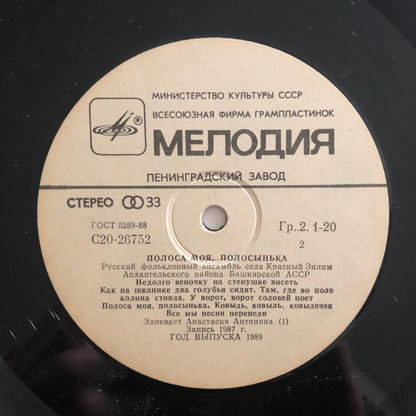 МИНИСТЕРСТВО КУЛЬТУРЫ СССР
ВСЕСОЮЗНАЯ ФИРМА ГРАМПЛАСТИНОК
® МЕЛОДИЯ
ЛЕНИНГРАДСКИЙ ЗАВОД
СТЕРЕО 33
ГОСТ 5289-88 Гр. 2. 1-20
С20-26752 2
ПОЛОСА МОЯ, ПОЛОСЫНЬКА
Русский фольклорный ансамбль села Красный Зилим
Архангельского района Башкирской АССР
Недолго веночку на стенушке висеть
Как на шкапике два голубя сидят. Там, где во поле
калина стояла. У ворот, ворот соловей поет
Полоса моя, полосынька. Ковыдь, ковыль, ковылечек
Все мы песни перепели
Запевает Анастасия Антипина (1)
Запись 1987 г.
ГОД ВЫПУСКА 1989